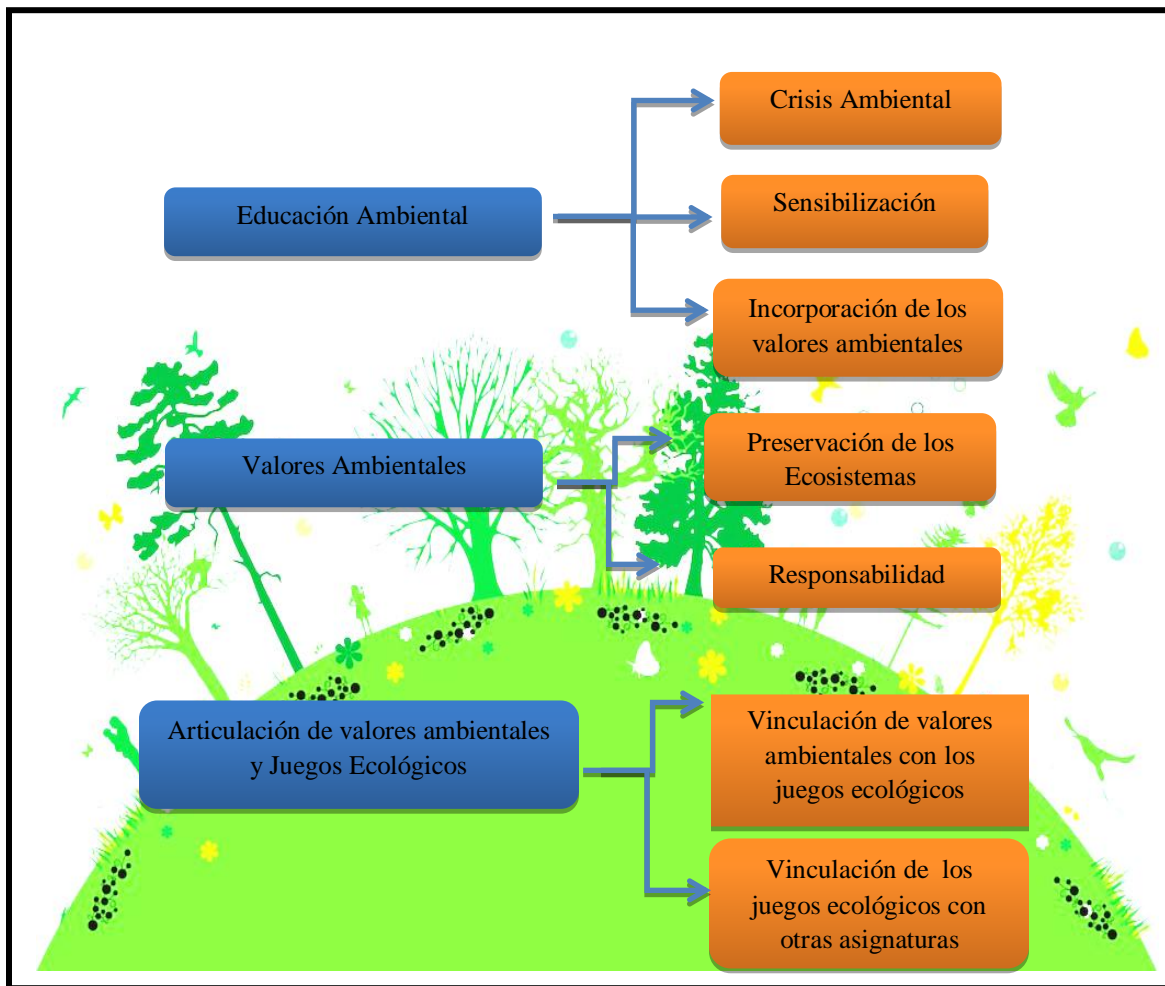 Crisis Ambiental
Educación Ambiental
Sensibilización
Incorporación de los
valores ambientales
Valores Ambientales
Preservación de los
Ecosistemas
Responsabilidad
Articulación de valores ambientales
y Juegos Ecológicos
Vinculación de valores
ambientales con los
juegos ecológicos
Vinculación de  los
juegos ecológicos con
otras asignaturas